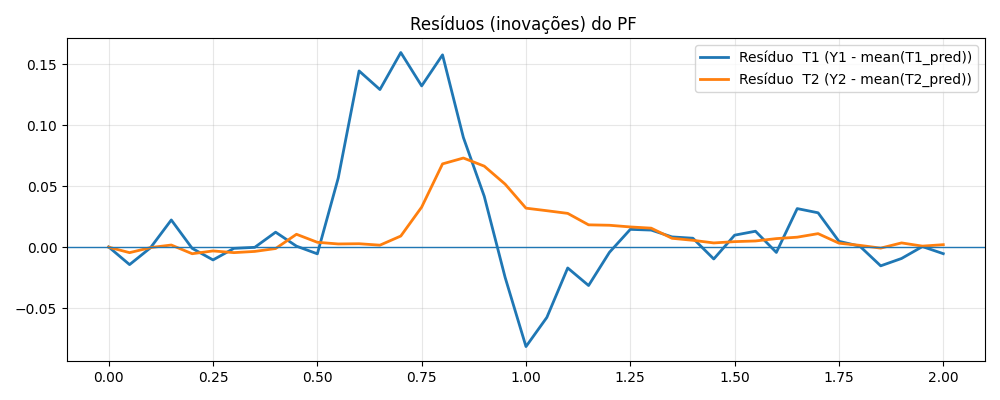 Resíduos (inovações) do PF
Resíduo  T1 (Y1 - mean(T1_pred))
Resíduo  T2 (Y2 - mean(T2_pred))
0.15
0.10
0.05
0.00
−0.05
0.00 0.25 0.50 0.75 1.00 1.25 1.50 1.75 2.00